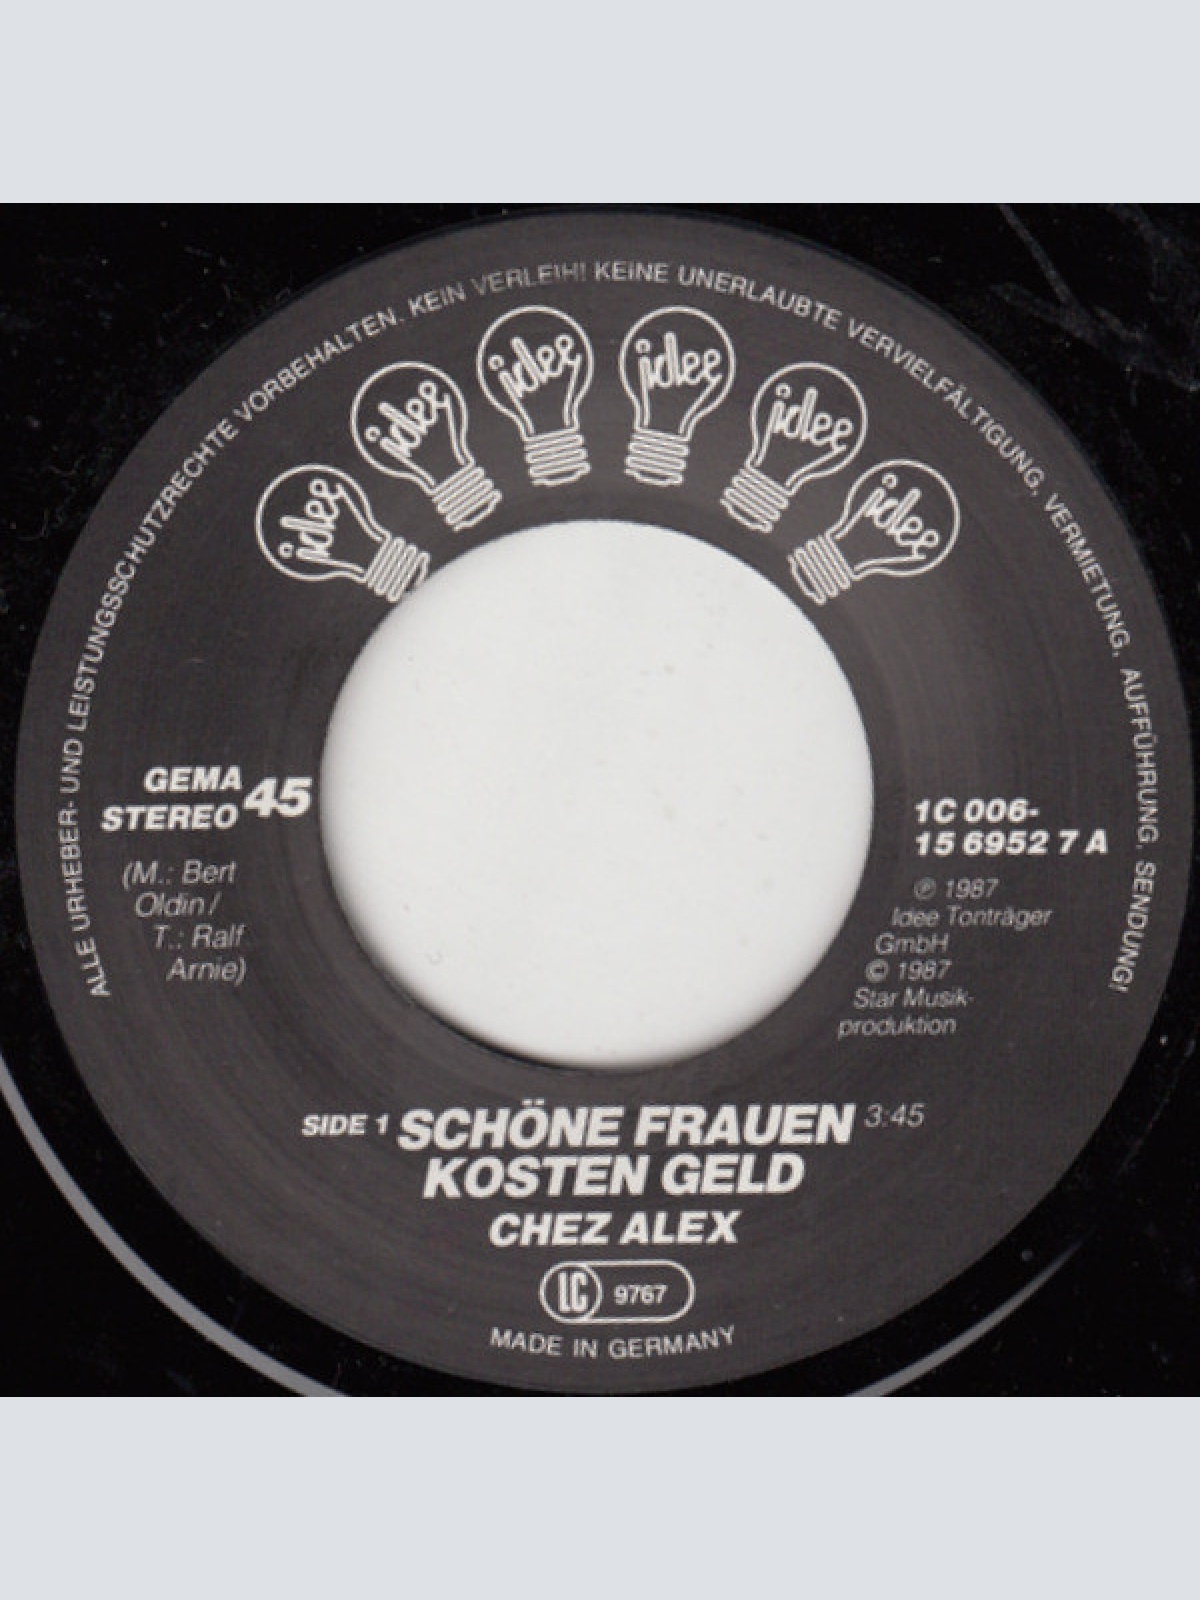 ALLE URHEBER- UND LEISTUNGSSCHUTZRECHTE VORBEHALTEN. KEIN VERLEIH! KEINE UNERLAUBTE VERVIELFÄLTIGUNG, VERMIETUNG, AUFFÜHRUNG, SENDUNG!
idee idee idee idee idee idee
GEMA
STEREO 45
(M.: Bert
Oldin /
T.: Ralf
Arnie)
1C 006-
15 6952 7 A
℗ 1987
Idee Tonträger
GmbH
© 1987
Star Musik-
produktion
SIDE 1 SCHÖNE FRAUEN 3:45
KOSTEN GELD
CHEZ ALEX
LC 9767
MADE IN GERMANY